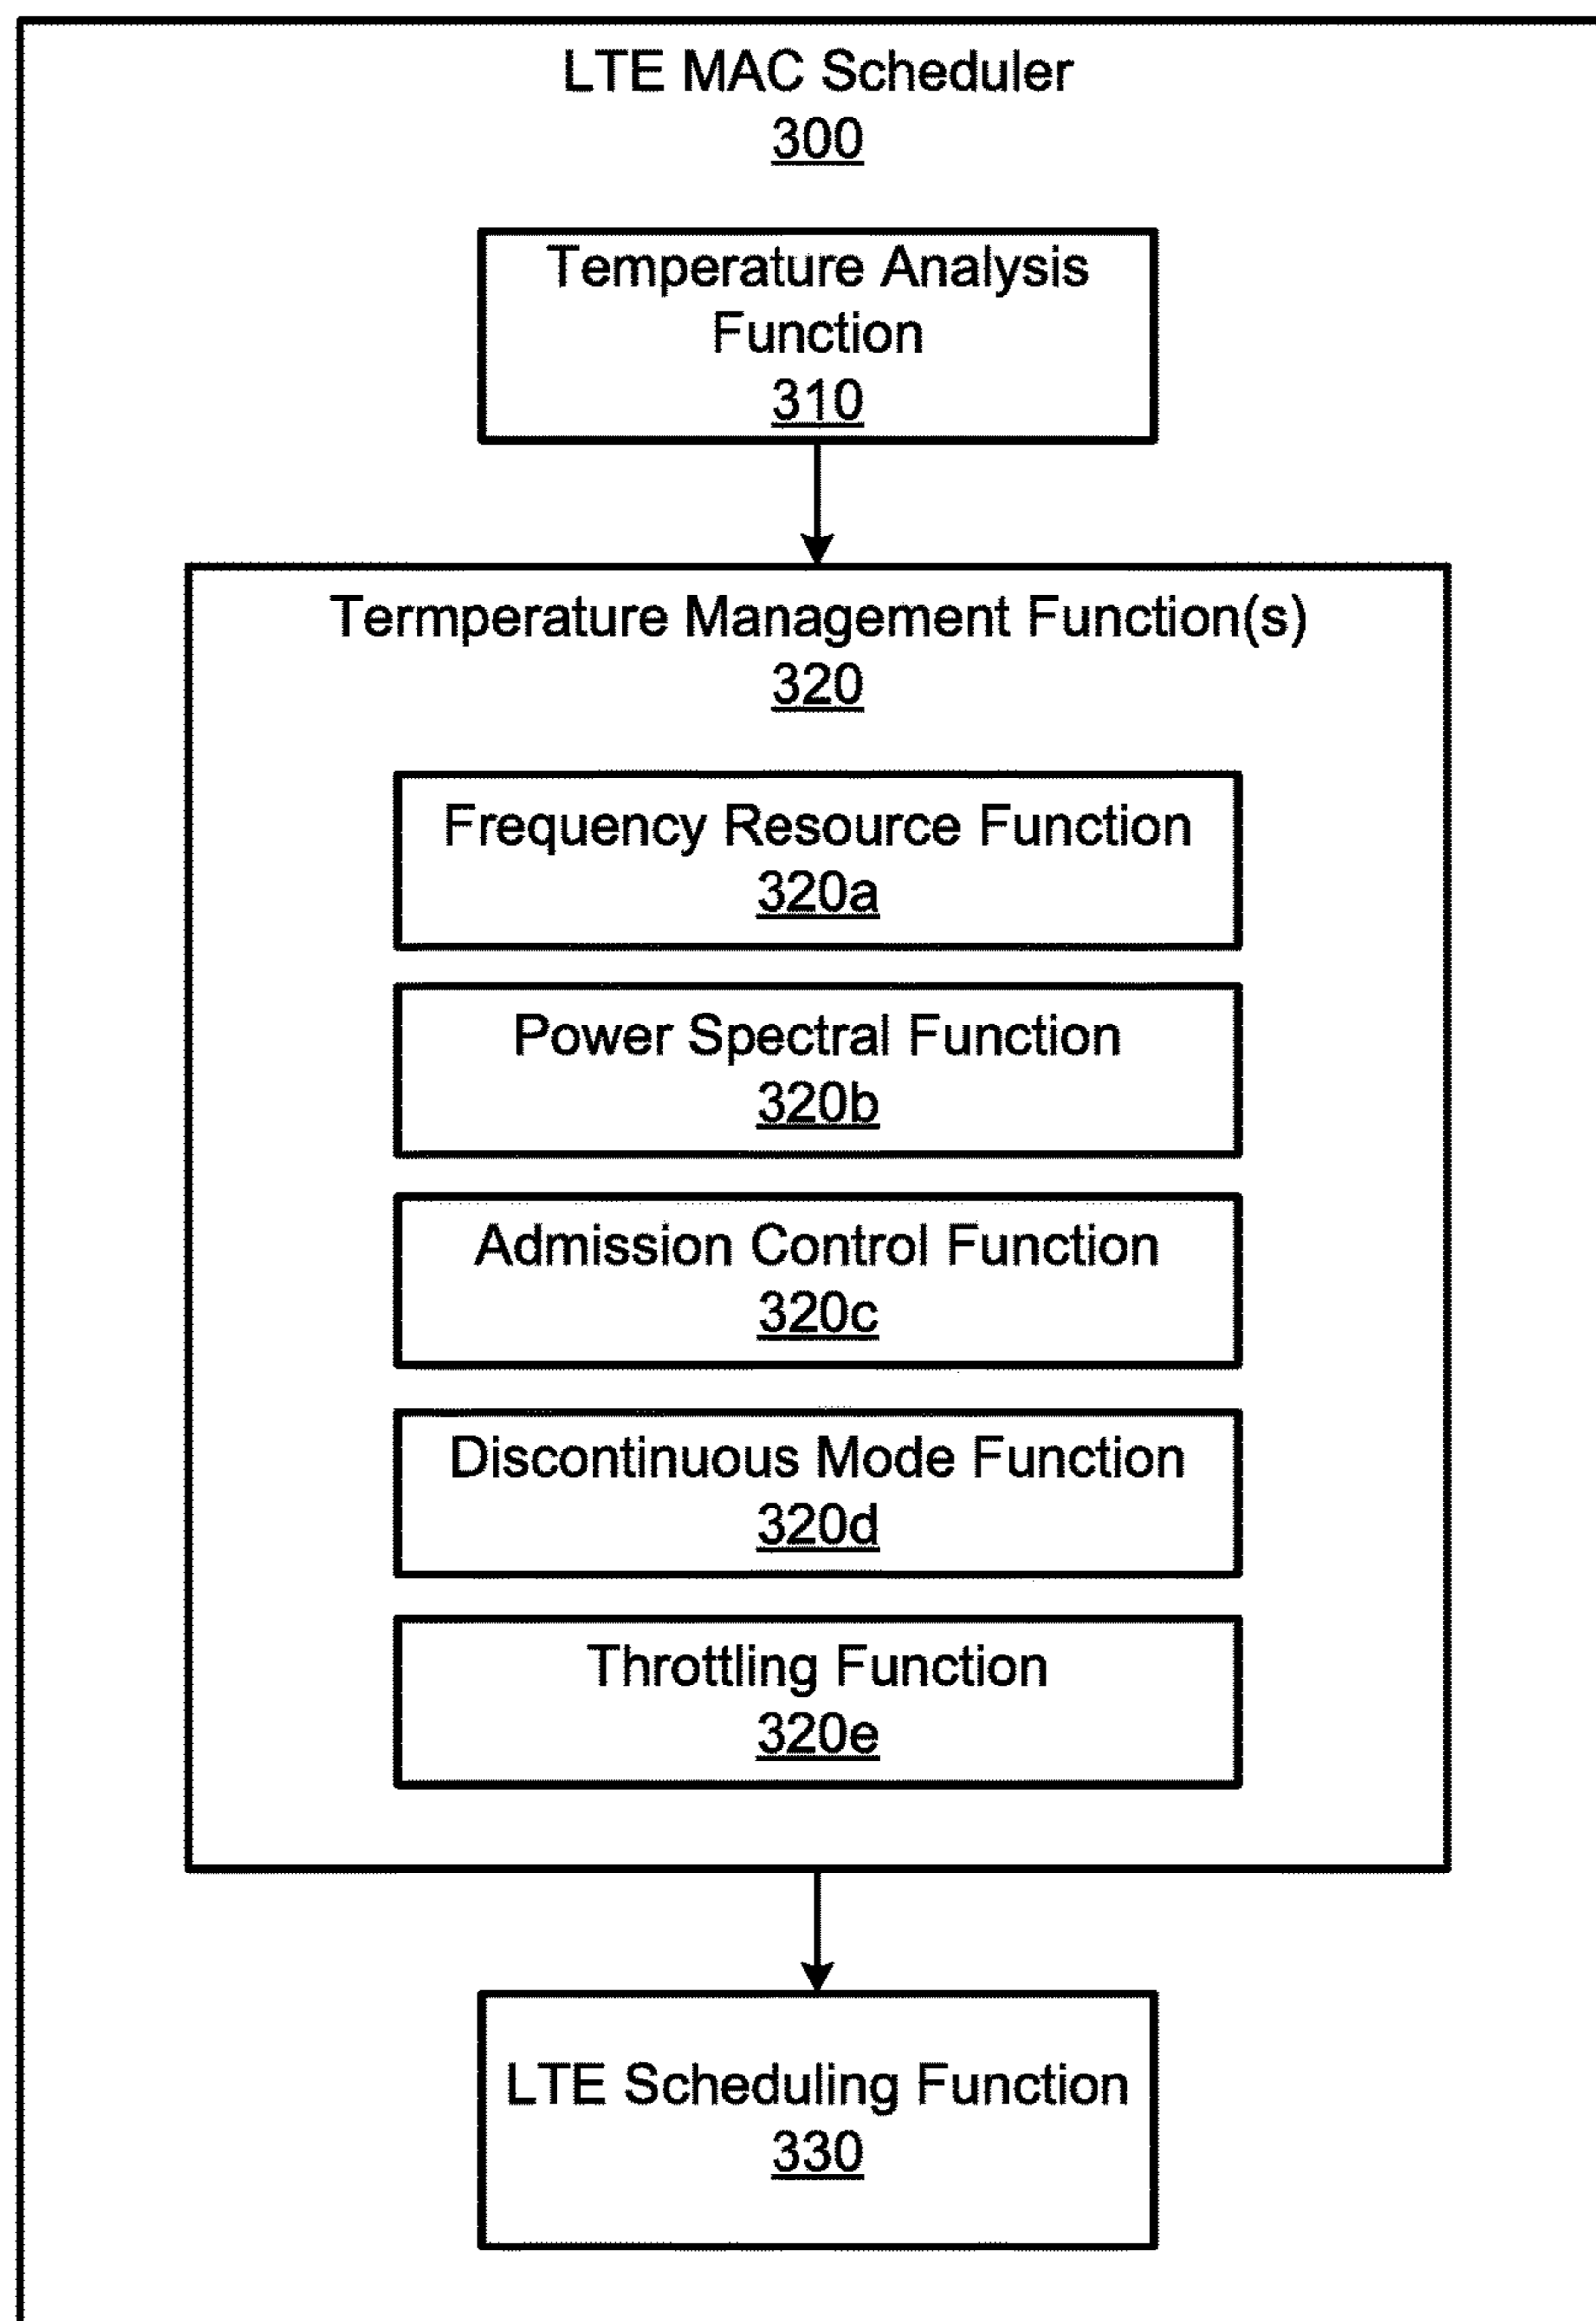 LTE MAC Scheduler
300
Temperature Analysis
Function
310
Termperature Management Function(s)
320
Frequency Resource Function
320a
Power Spectral Function
320b
Admission Control Function
320c
Discontinuous Mode Function
320d
Throttling Function
320e
LTE Scheduling Function
330